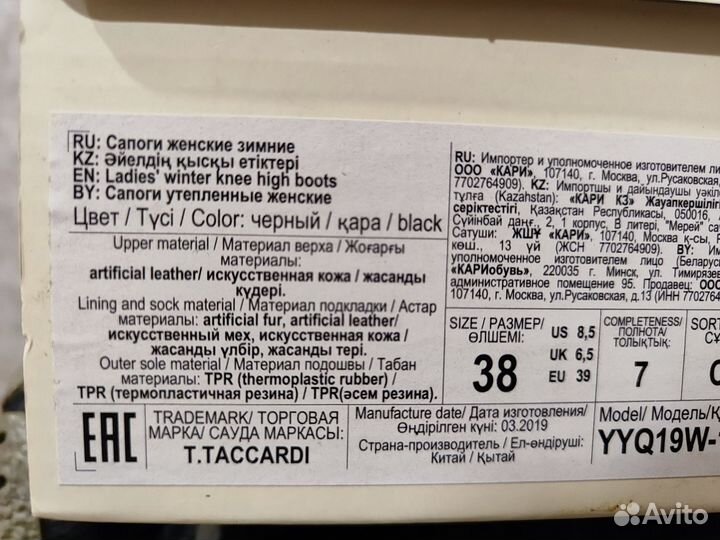 RU: Сапоги женские зимние
KZ: Әйелдің қысқы етіктері
EN: Ladies' winter knee high boots
BY: Сапоги утепленные женские
Цвет / Түсі / Color: черный / қара / black
Upper material / Материал верха / Жоғарғы
материалы:
artificial leather/ искусственная кожа / жасанды
күдері.
Lining and sock material / Материал подкладки / Астар
материалы: artificial fur, artificial leather/
искусственный мех, искусственная кожа /
жасанды үлбір, жасанды тері.
Outer sole material / Материал подошвы / Табан
материалы: TPR (thermoplastic rubber) /
TPR (термопластичная резина) / TPR(әсем резина).
EAC
TRADEMARK/ ТОРГОВАЯ
МАРКА/ САУДА МАРКАСЫ:
T.TACCARDI
RU: Импортер и уполномоченное изготовителем
ООО «КАРИ», 107140, г. Москва, ул.Русаковская,
7702764909). KZ: Импортшы және дайындаушы
тұлға (Kazahstan): «КАРИ КЗ» Жауапкершілігі
серіктестігі, Қазақстан Республикасы, 050016,
Сүйінбай даңғ., 2, 1 корпус, В литері, "Мерей"
Сатушы: ЖШҰ «КАРИ», 107140, Москва қ-сы,
көш., 13 үй (ЖСН 7702764909). BY:
уполномоченное изготовителем лицо
«КАРИобувь», 220035 г. Минск, ул.
административное помещение 95. Продавец: ООО
107140, г. Москва, ул.Русаковская, д.13 (ИНН
SIZE / РАЗМЕР/
ӨЛШЕМІ:
38
US 8,5
UK 6,5
EU 39
COMPLETENESS/
ПОЛНОТА/
ТОЛЫҚТЫҚ:
7
Manufacture date/ Дата изготовления/
Өндірілген күні: 03.2019
Страна-производитель / Ел-өндіруші:
Китай / Қытай
Model/ Модель/
YYQ19W-
Avito